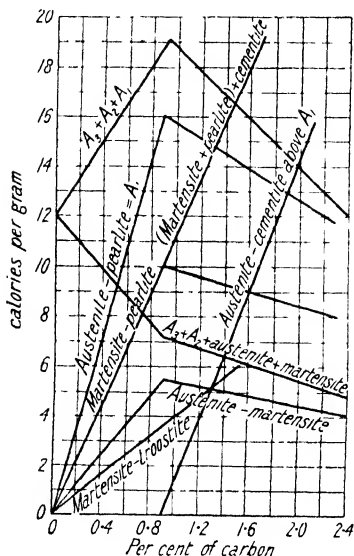 calories per gram
20
18
16
14
12
10
8
6
4
2
0
A₃+A₂+A₁
Austenite-pearlite=A₁
Martensite-pearlite (Martensite+pearlite)+cementite
Austenite-cementite above A₁
A₃+A₂+austenite+martensite
Austenite-martensite
Martensite-troostite
0 0·4 0·8 1·2 1·6 2·0 2·4
Per cent of carbon